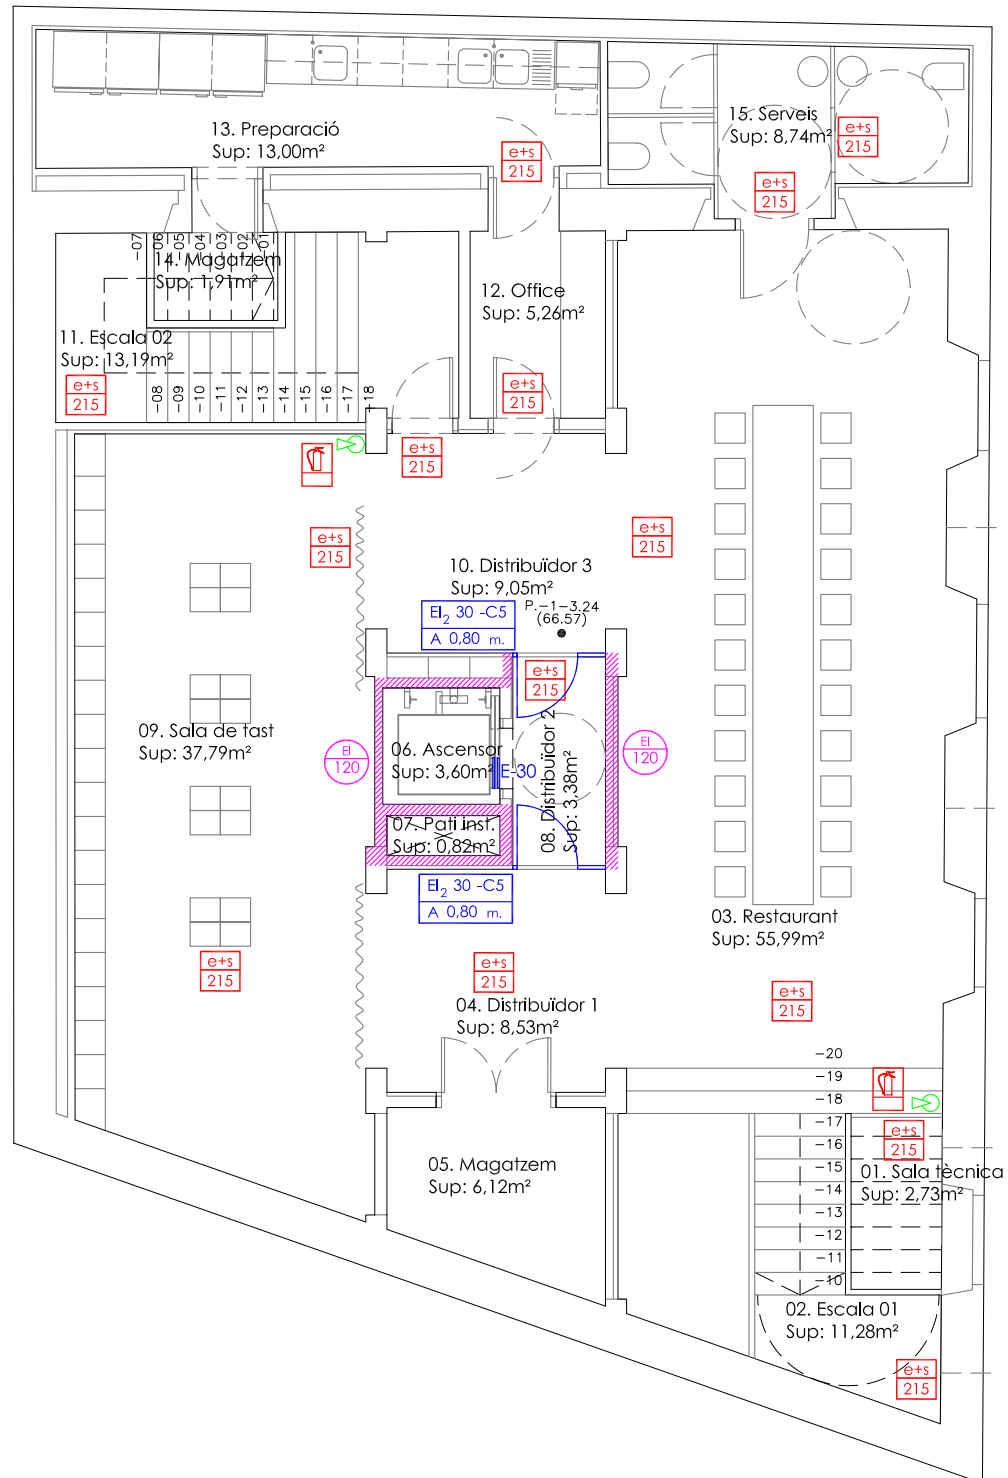 13. Preparació
Sup: 13,00m²
e+s
215
15. Serveis
Sup: 8,74m²
e+s
215
e+s
215
-07
-06
-05
-04
-03
-02
-01
14. Magatzem
Sup: 1,91m²
12. Office
Sup: 5,26m²
11. Escala 02
Sup: 13,19m²
e+s
215
-08
-09
-10
-11
-12
-13
-14
-15
-16
-17
-18
e+s
215
e+s
215
e+s
215
e+s
215
10. Distribuïdor 3
Sup: 9,05m²
EI₂ 30 -C5
A 0,80 m.
P.-1-3.24
(66.57)
e+s
215
09. Sala de tast
Sup: 37,79m²
EI
120
06. Ascensor
Sup: 3,60m²
E-30
08. Distribuïdor 2
Sup: 3,38m²
EI
120
07. Pati inst.
Sup: 0,82m²
EI₂ 30 -C5
A 0,80 m.
03. Restaurant
Sup: 55,99m²
e+s
215
e+s
215
e+s
215
04. Distribuïdor 1
Sup: 8,53m²
-20
-19
-18
-17
-16
-15
-14
-13
-12
-11
-10
e+s
215
05. Magatzem
Sup: 6,12m²
01. Sala tècnica
Sup: 2,73m²
02. Escala 01
Sup: 11,28m²
e+s
215